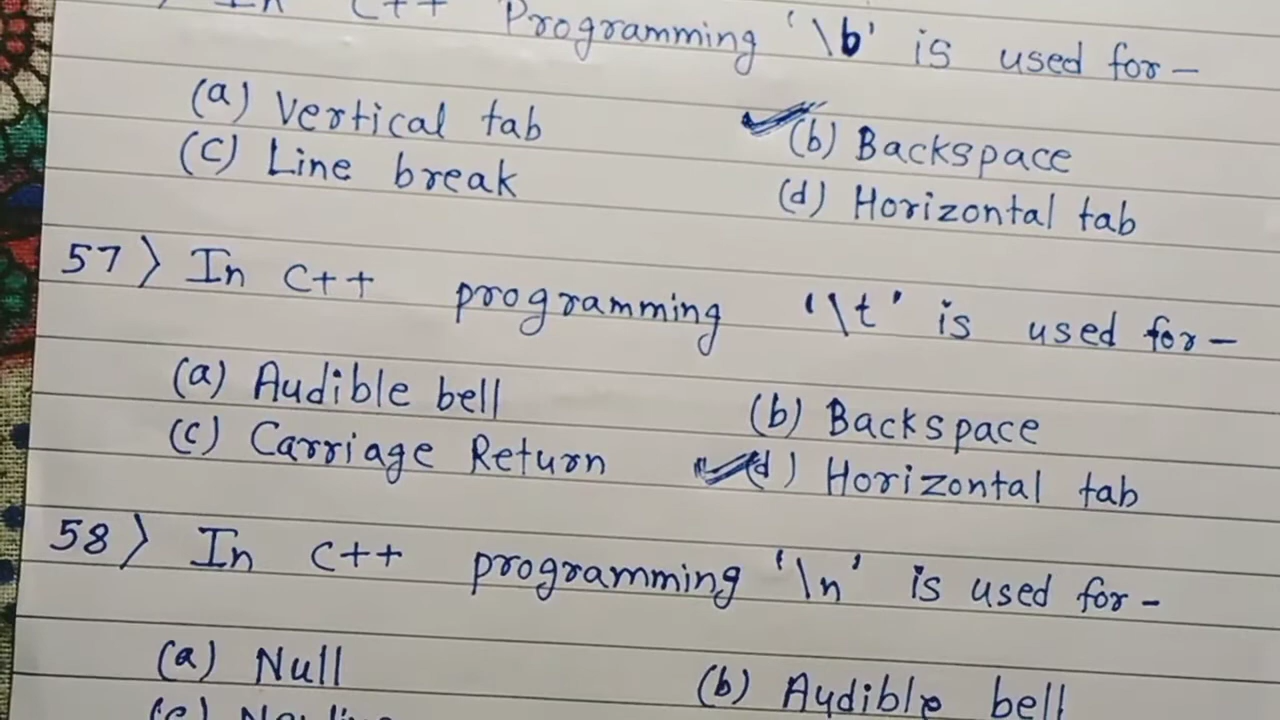 In C++ Programming '\b' is used for-
(a) Vertical tab (b) Backspace
(c) Line break (d) Horizontal tab
57> In C++ programming '\t' is used for-
(a) Audible bell (b) Backspace
(c) Carriage Return (d) Horizontal tab
58> In C++ programming '\n' is used for-
(a) Null (b) Audible bell
(c)